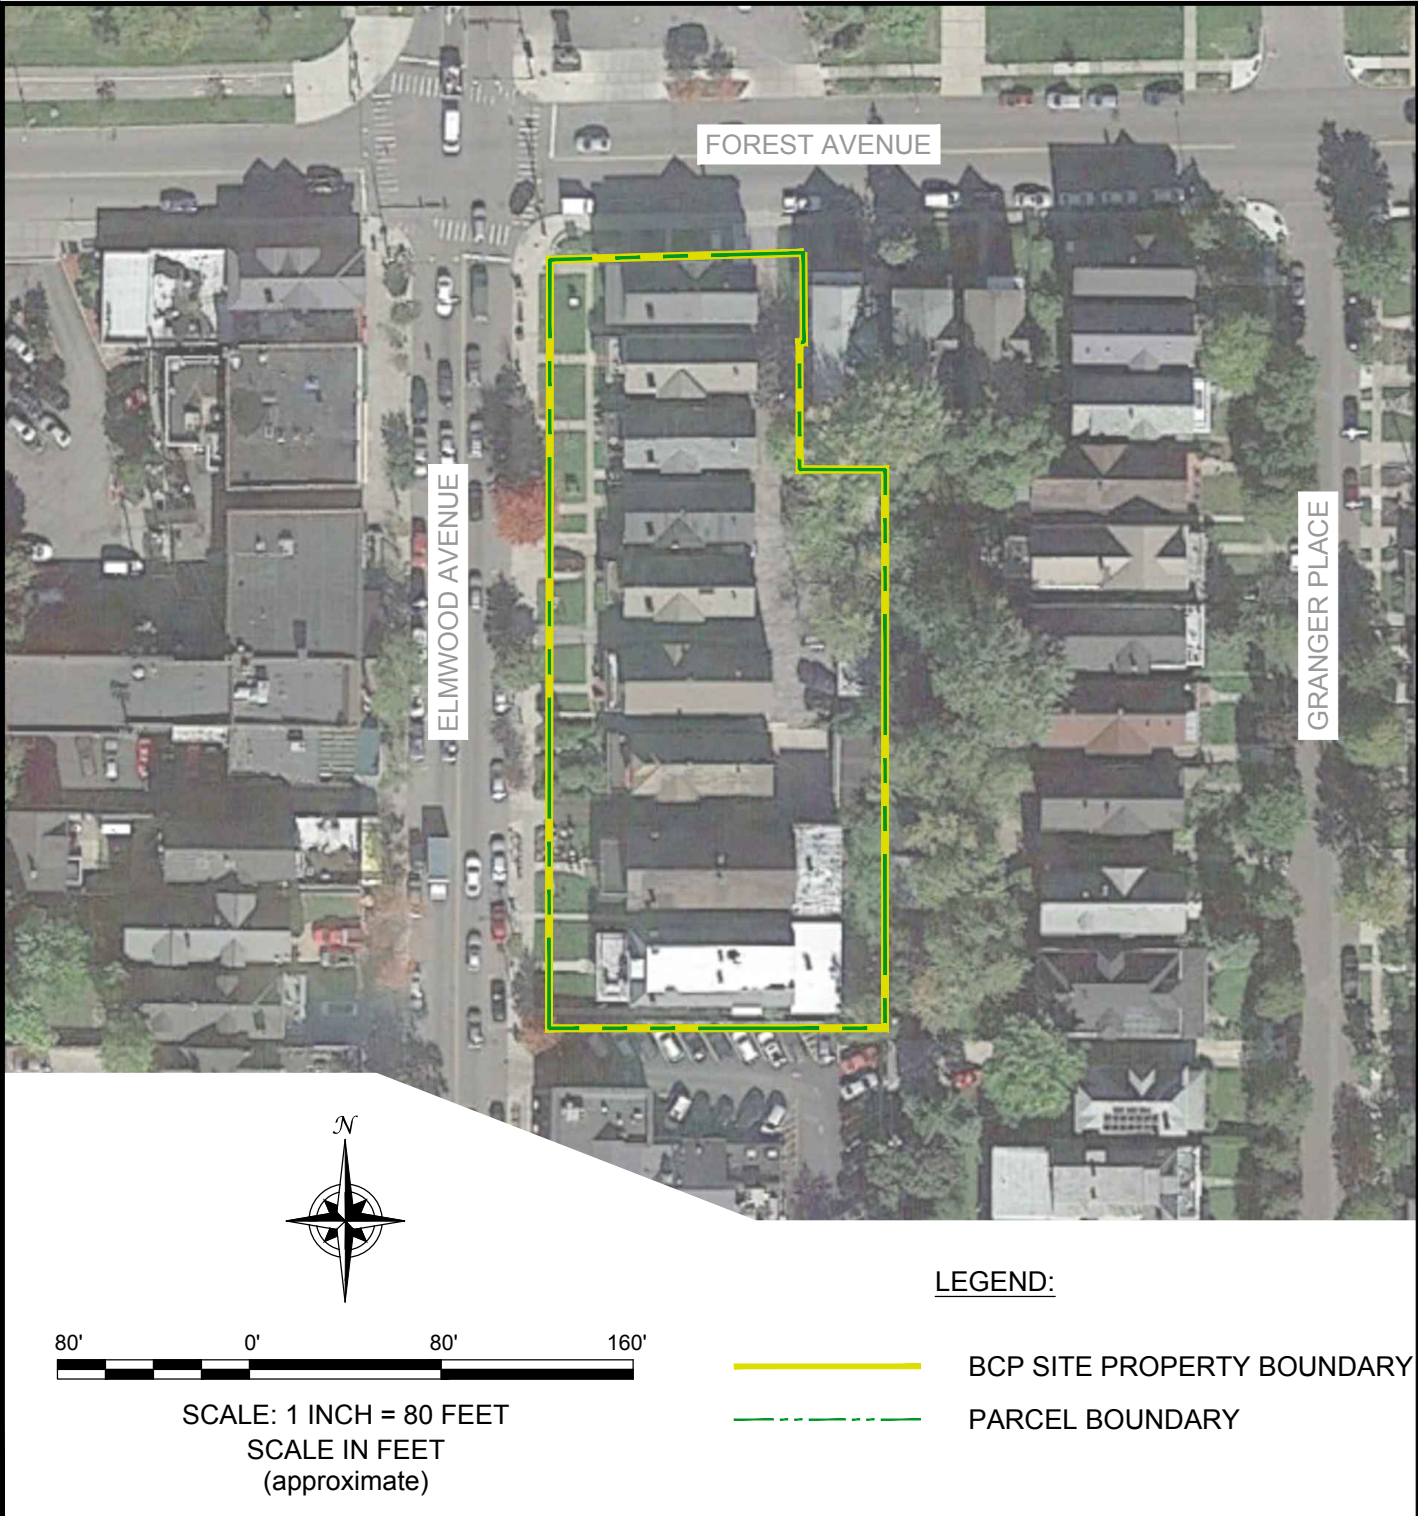 FOREST AVENUE
ELMWOOD AVENUE
GRANGER PLACE
N
LEGEND:
80' 0' 80' 160'
BCP SITE PROPERTY BOUNDARY
SCALE: 1 INCH = 80 FEET
PARCEL BOUNDARY
SCALE IN FEET
(approximate)